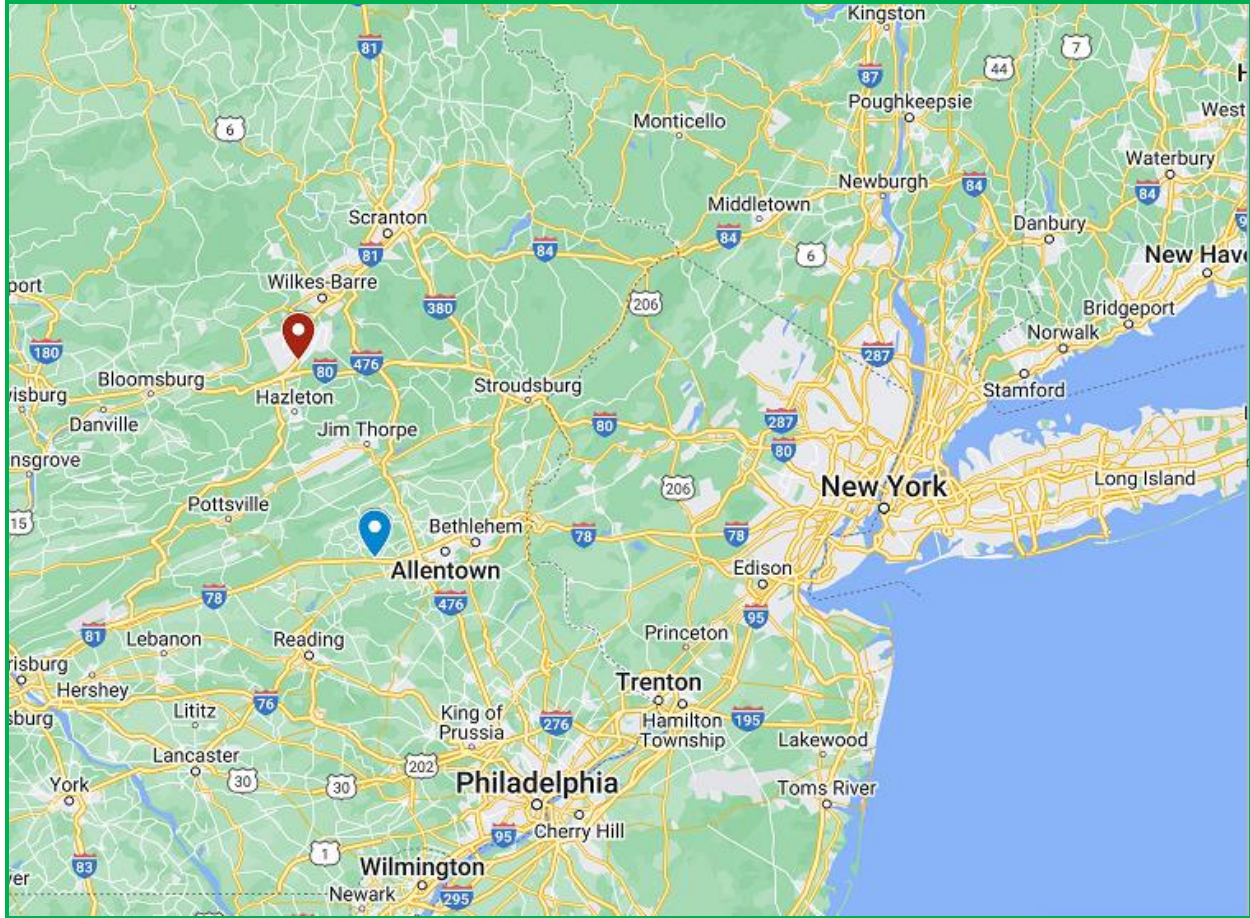 Kingston
81
7
87
44
Poughkeepsie
West
6
Monticello
Waterbury
Newburgh
84
84
Middletown
Scranton
Danbury
84
84
81
6
New Hav
Wilkes-Barre
port
380
206
Bridgeport
Norwalk
180
476
287
80
Bloomsburg
Stroudsburg
Stamford
isburg
Hazleton
Danville
80
287
Jim Thorpe
80
nsgrove
New York
Long Island
206
Pottsville
15
Bethlehem
78
78
Allentown
Edison
78
476
95
81
Lebanon
Reading
Princeton
risburg
Hershey
Trenton
76
Lititz
King of
Prussia
276
Hamilton
Township
195
sburg
Lakewood
Lancaster
202
30
30
York
Philadelphia
Toms River
Cherry Hill
95
1
83
Wilmington
Newark
295